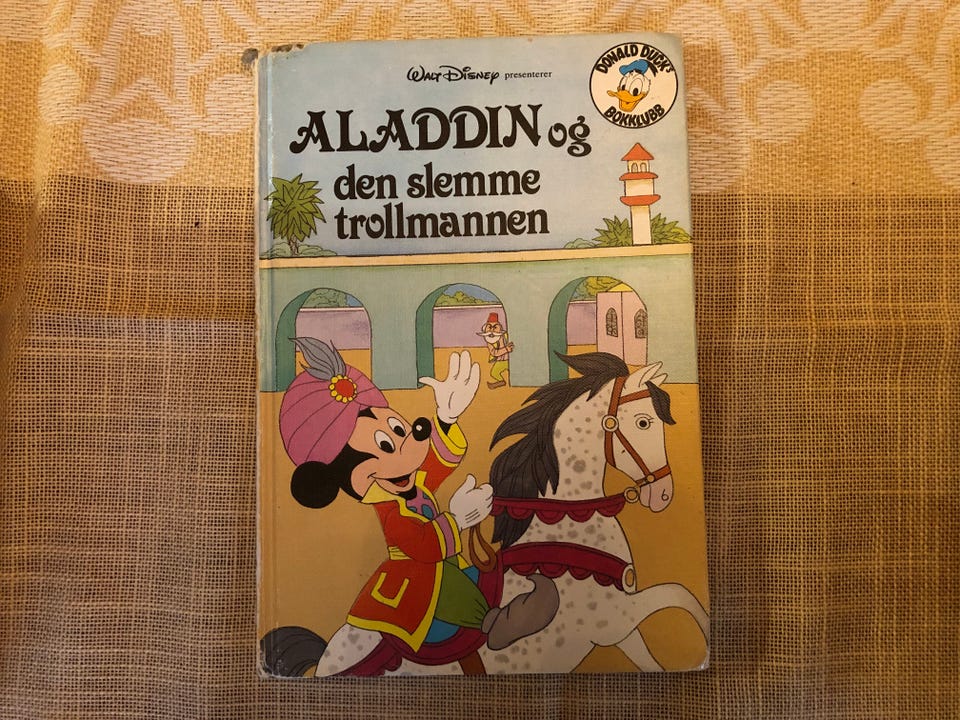 Walt Disney presenterer
DONALD DUCK'S
BOKKLUBB
ALADDIN og
den slemme
trollmannen